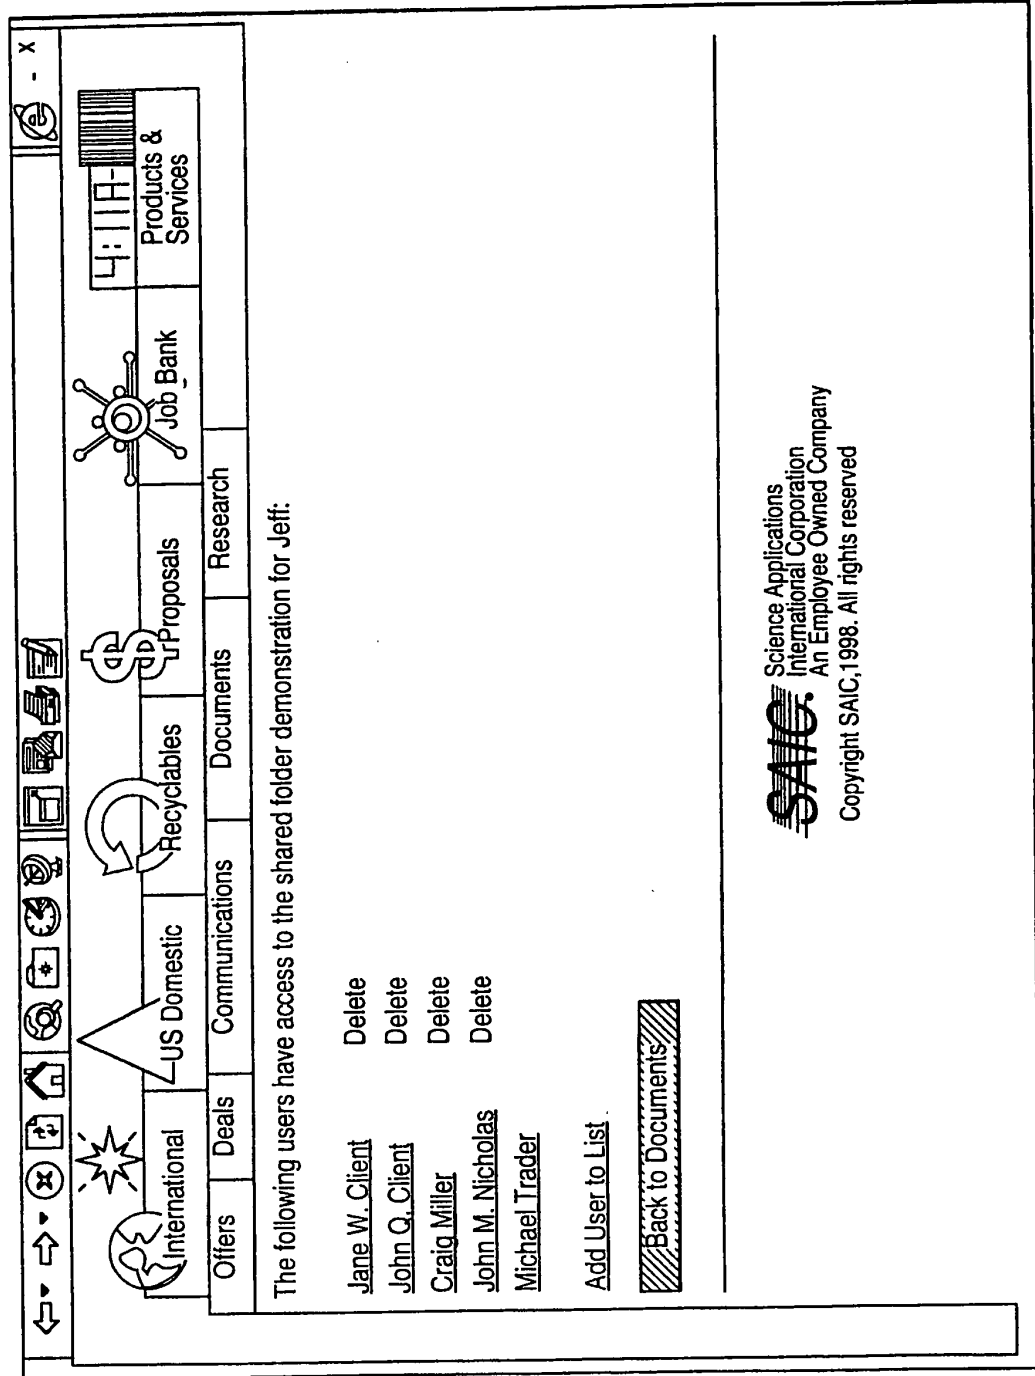 - X
4:11A-
International
US Domestic
Recyclables
Proposals
Job Bank
Products &
Services
Offers
Deals
Communications
Documents
Research
The following users have access to the shared folder demonstration for Jeff:
Jane W. Client Delete
John Q. Client Delete
Craig Miller Delete
John M. Nicholas Delete
Michael Trader
Add User to List
Back to Documents
SAIC.
Science Applications
International Corporation
An Employee Owned Company
Copyright SAIC,1998. All rights reserved